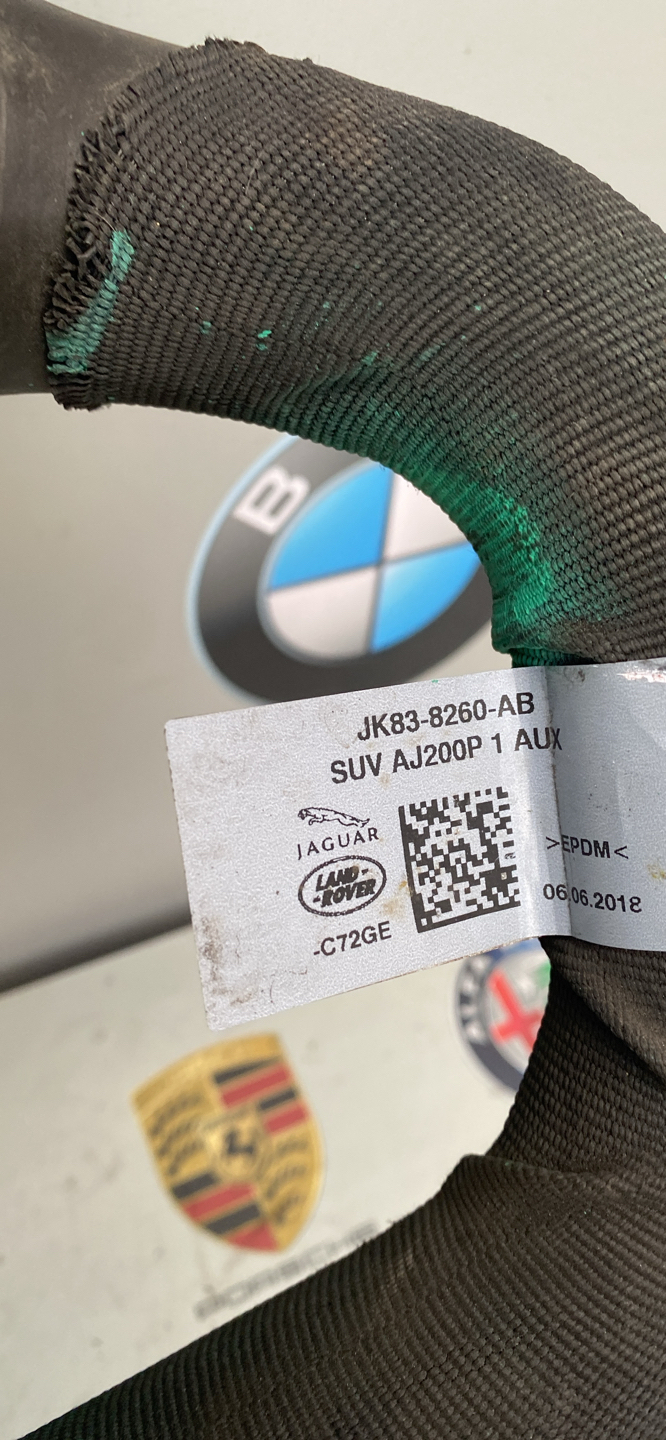 B
JK83-8260-AB
SUV AJ200P 1 AUX
JAGUAR
LAND-
-ROVER
-C72GE
>EPDM<
06.06.2018